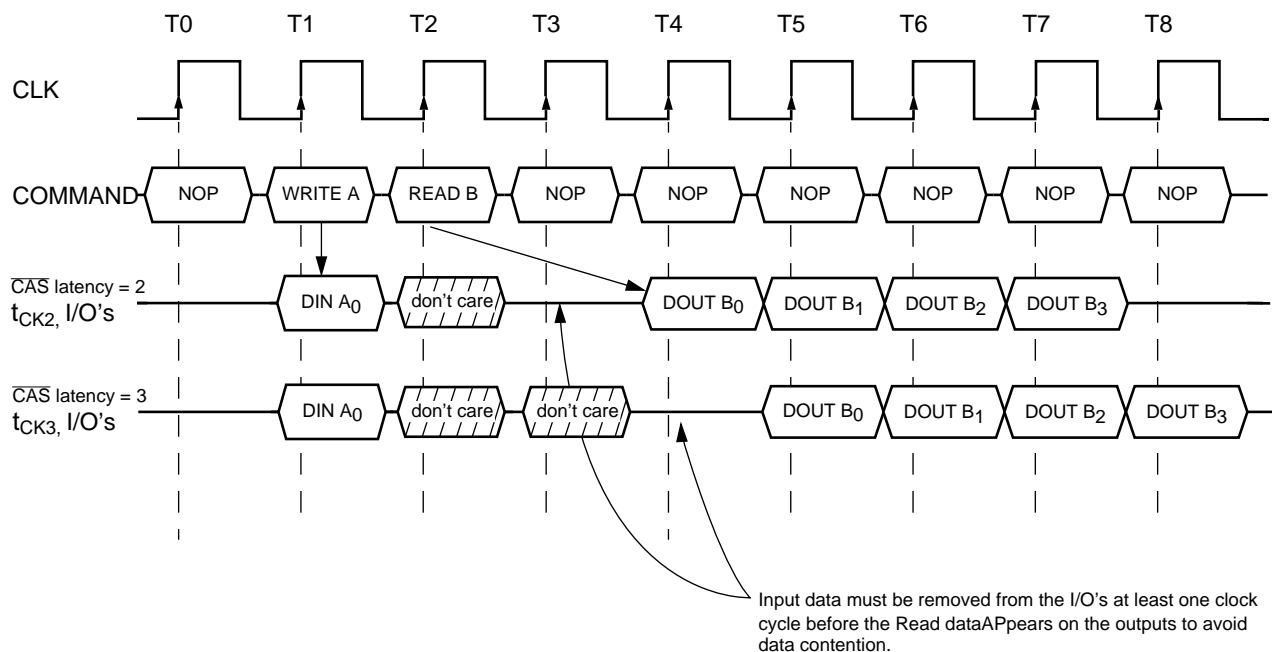 T0 T1 T2 T3 T4 T5 T6 T7 T8
CLK
COMMAND NOP WRITE A READ B NOP NOP NOP NOP NOP NOP
CAS latency = 2
tCK2, I/O's DIN A0 don't care DOUT B0 DOUT B1 DOUT B2 DOUT B3
CAS latency = 3
tCK3, I/O's DIN A0 don't care don't care DOUT B0 DOUT B1 DOUT B2 DOUT B3
Input data must be removed from the I/O's at least one clock
cycle before the Read dataAPpears on the outputs to avoid
data contention.